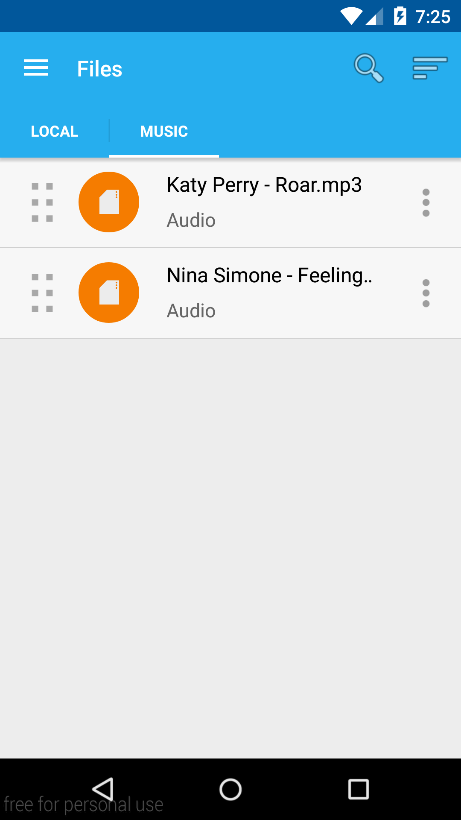 7:25
Files
LOCAL
MUSIC
Katy Perry - Roar.mp3
Audio
Nina Simone - Feeling..
Audio
free for personal use